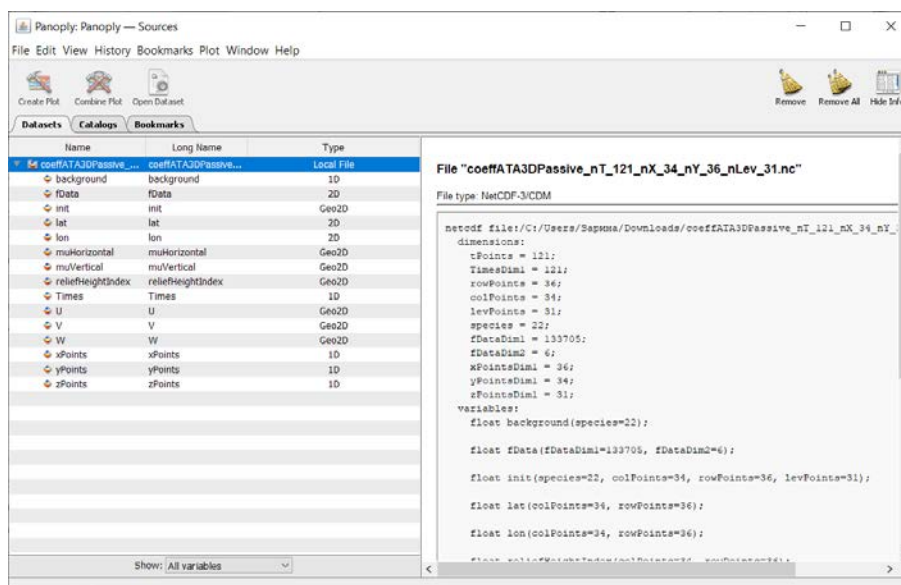 Panoply: Panoply — Sources
File Edit View History Bookmarks Plot Window Help
Create Plot Combine Plot Open Dataset Remove Remove All Hide Info
Datasets Catalogs Bookmarks
Name Long Name Type
coeffATA3DPassive_... coeffATA3DPassive... Local File
background background 1D
fData fData 2D
init init Geo2D
lat lat 2D
lon lon 2D
muHorizontal muHorizontal Geo2D
muVertical muVertical Geo2D
reliefHeightIndex reliefHeightIndex Geo2D
Times Times 1D
U U Geo2D
V V Geo2D
W W Geo2D
xPoints xPoints 1D
yPoints yPoints 1D
zPoints zPoints 1D
Show: All variables
File "coeffATA3DPassive_nT_121_nX_34_nY_36_nLev_31.nc"
File type: NetCDF-3/CDM
netcdf file:/C:/Users/Зарина/Downloads/coeffATA3DPassive_nT_121_nX_34_nY_
dimensions:
tPoints = 121;
TimesDim1 = 121;
rowPoints = 36;
colPoints = 34;
levPoints = 31;
species = 22;
fDataDim1 = 133705;
fDataDim2 = 6;
xPointsDim1 = 36;
yPointsDim1 = 34;
zPointsDim1 = 31;
variables:
float background(species=22);
float fData(fDataDim1=133705, fDataDim2=6);
float init(species=22, colPoints=34, rowPoints=36, levPoints=31);
float lat(colPoints=34, rowPoints=36);
float lon(colPoints=34, rowPoints=36);
float reliefHeightIndex(colPoints=34, rowPoints=36);